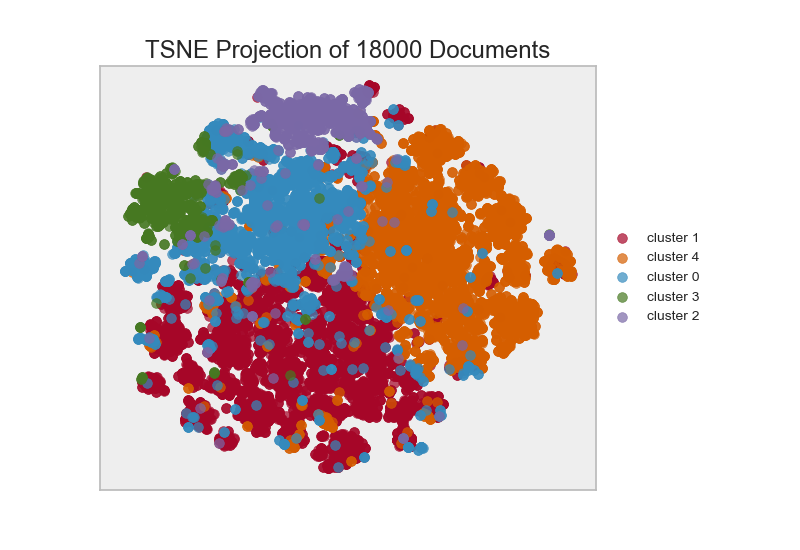 TSNE Projection of 18000 Documents
cluster 1
cluster 4
cluster 0
cluster 3
cluster 2